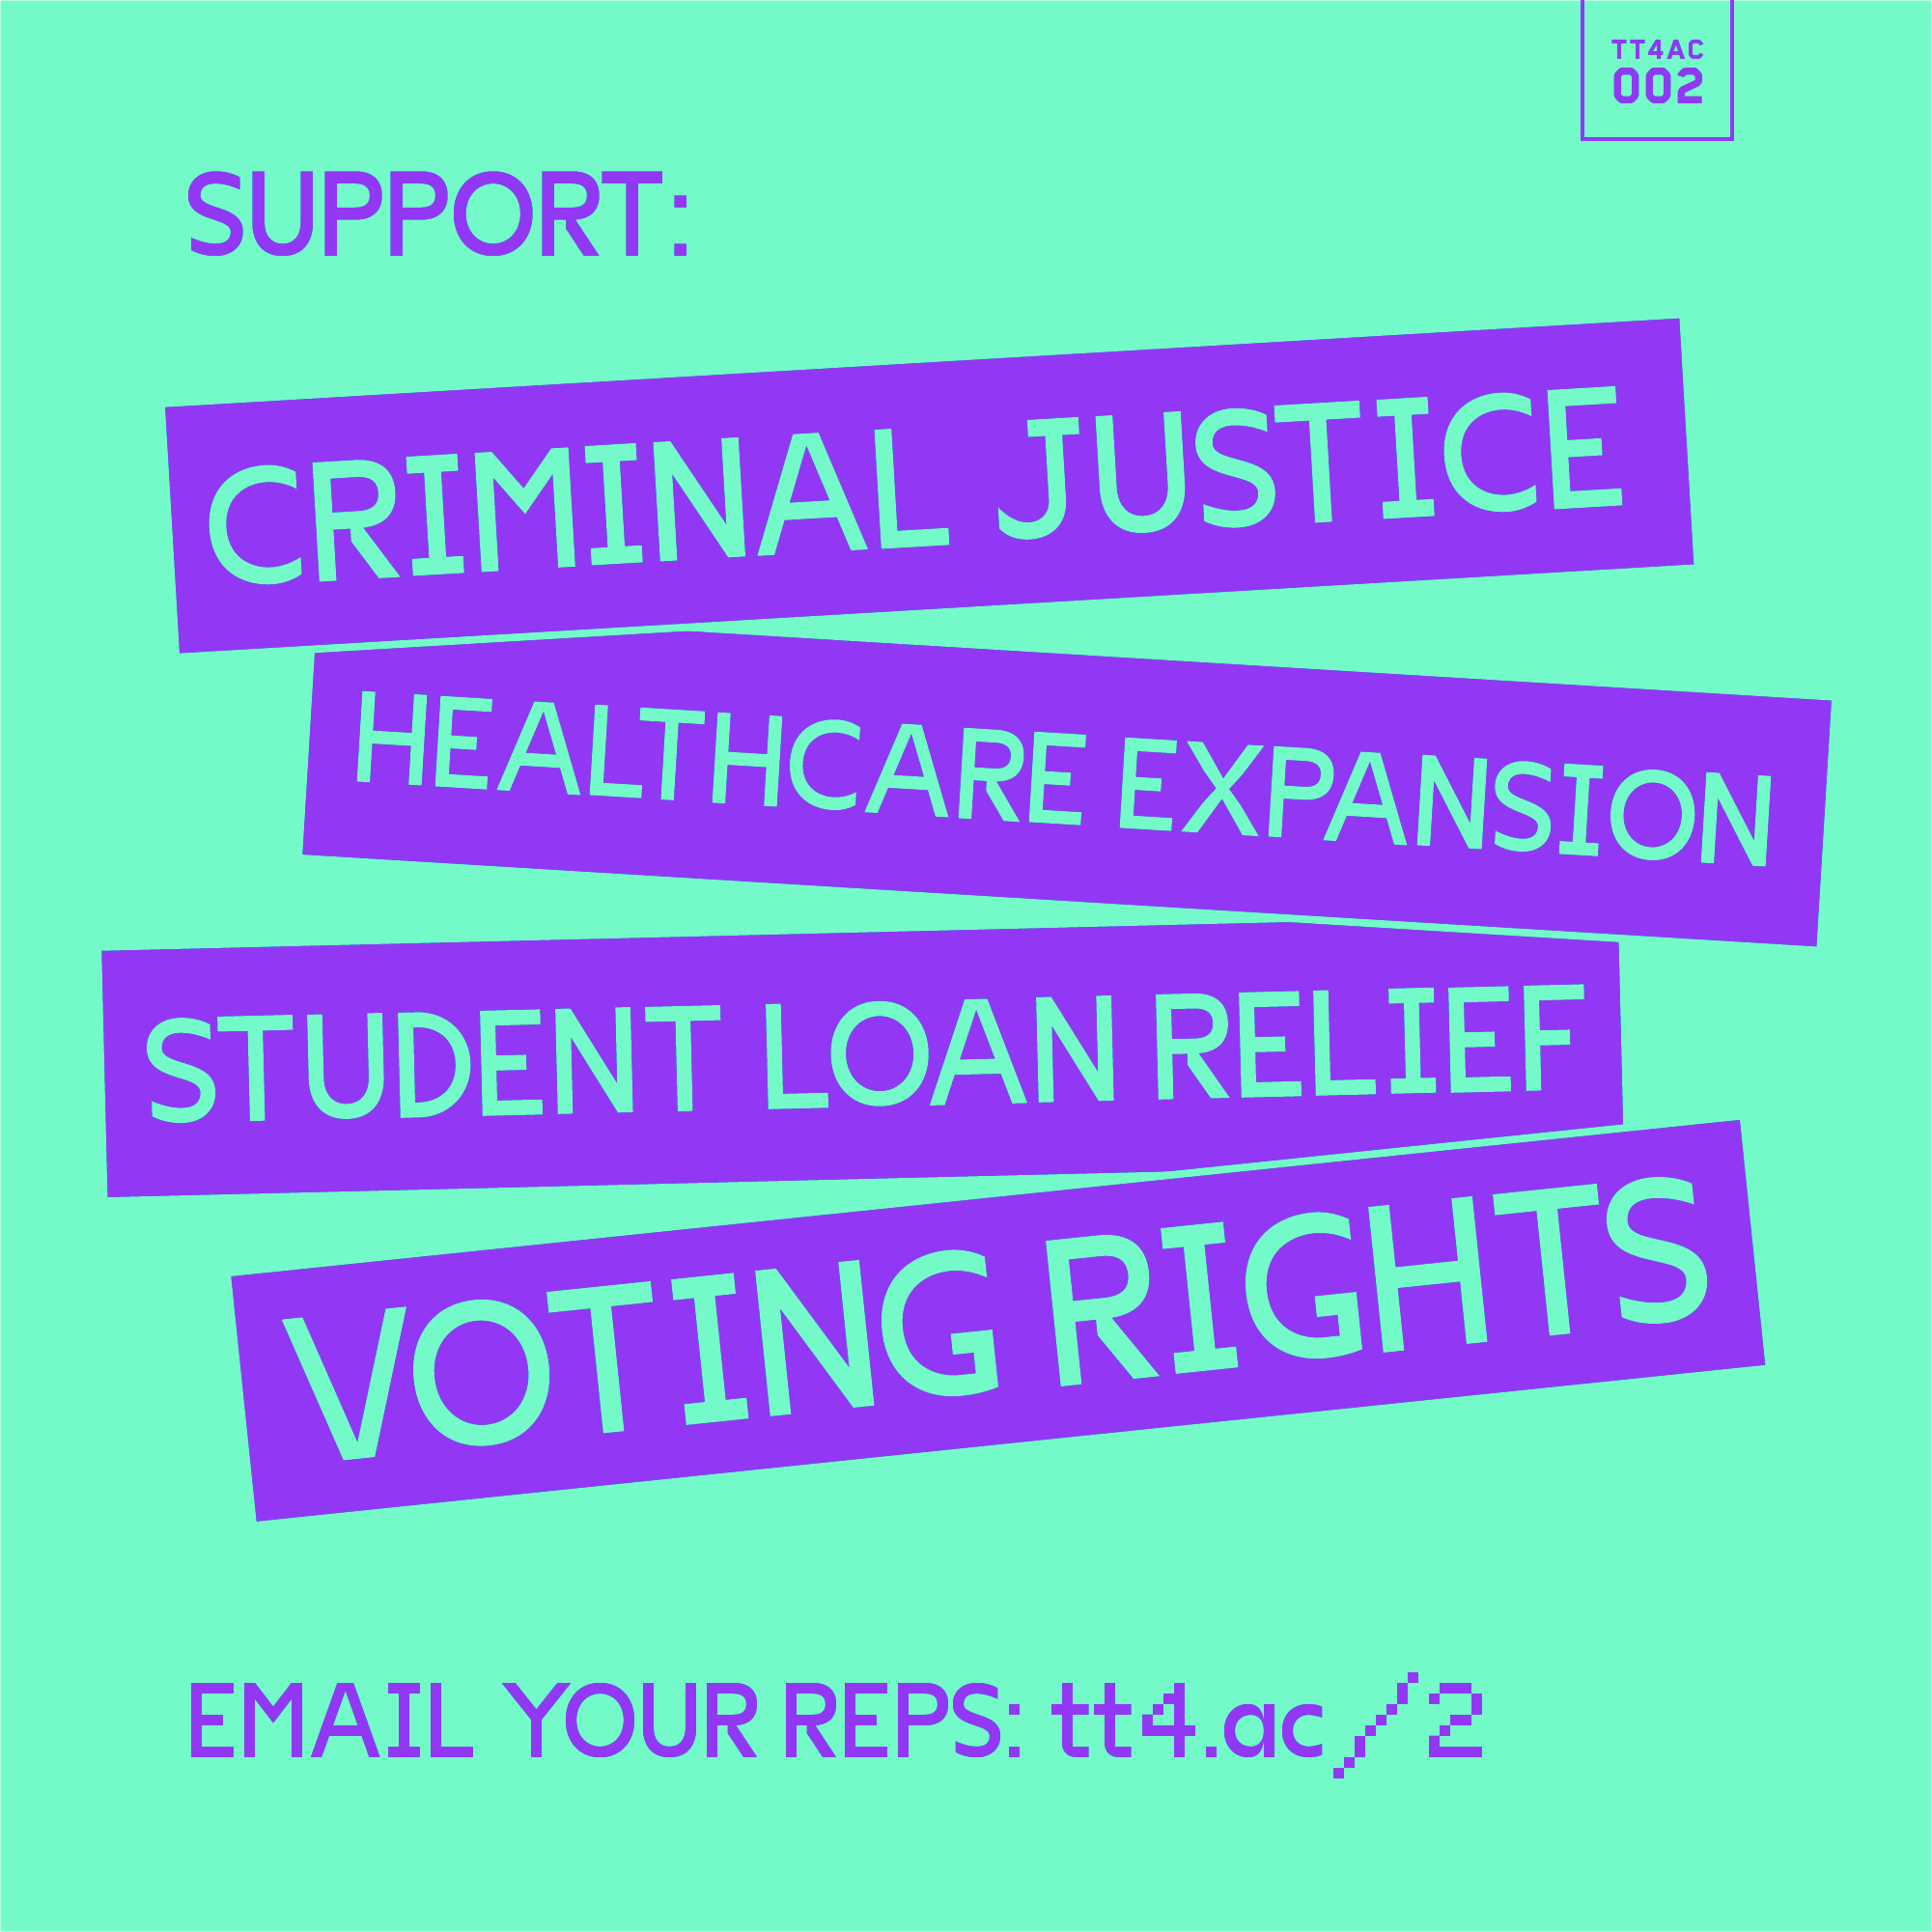 TT4AC
002
SUPPORT:
CRIMINAL JUSTICE
HEALTHCARE EXPANSION
STUDENT LOAN RELIEF
VOTING RIGHTS
EMAIL YOUR REPS: tt4.ac/2